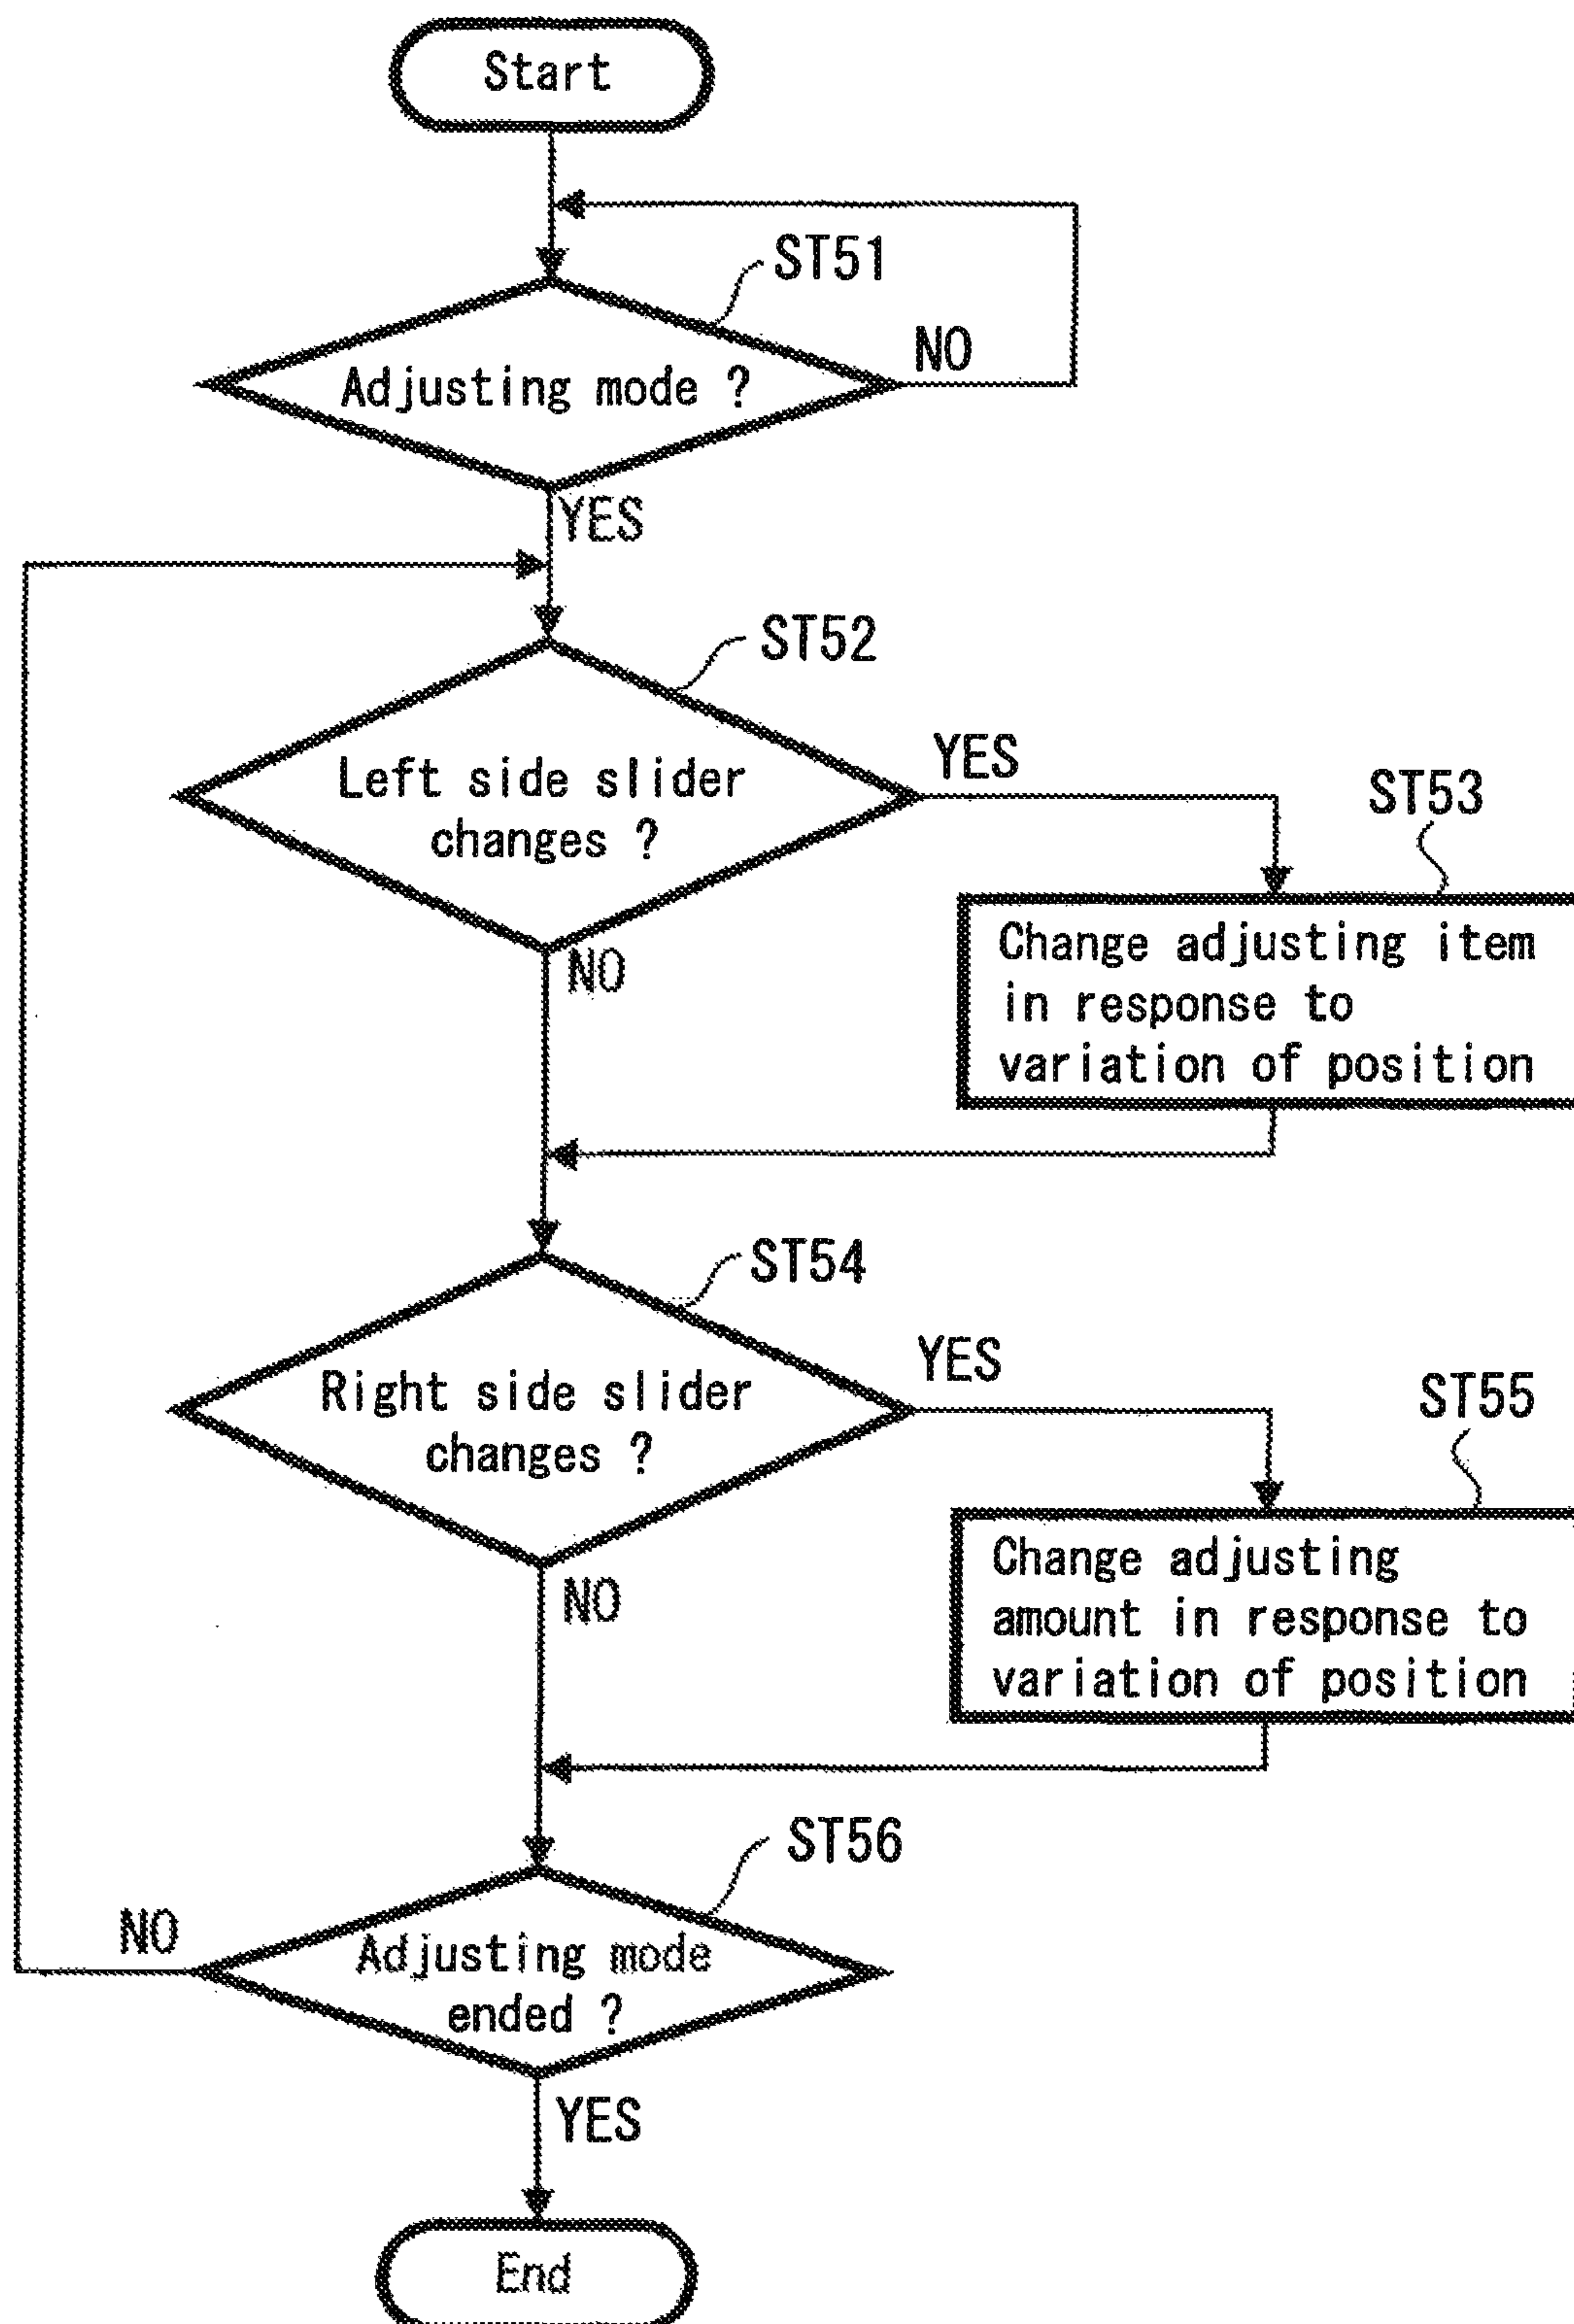 Start
ST51
Adjusting mode ?
NO
YES
ST52
Left side slider
changes ?
YES
NO
ST53
Change adjusting item
in response to
variation of position
ST54
Right side slider
changes ?
YES
NO
ST55
Change adjusting
amount in response to
variation of position
ST56
Adjusting mode
ended ?
NO
YES
End